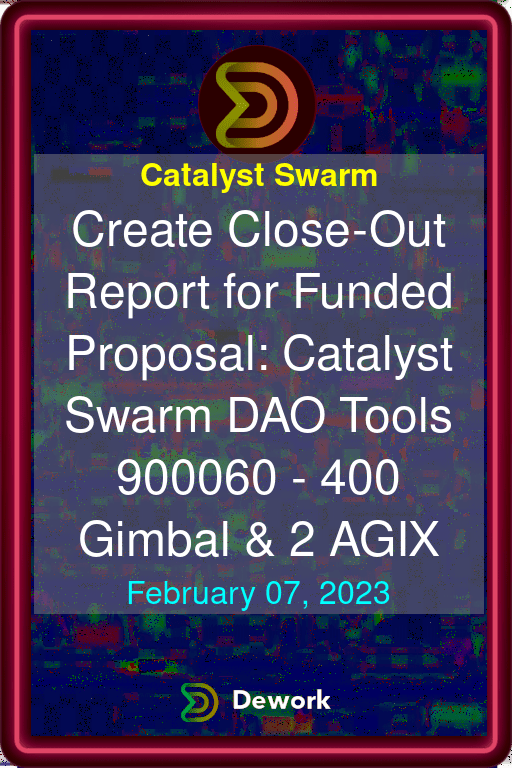 Catalyst Swarm
Create Close-Out
Report for Funded
Proposal: Catalyst
Swarm DAO Tools
900060 - 400
Gimbal & 2 AGIX
February 07, 2023
Dework